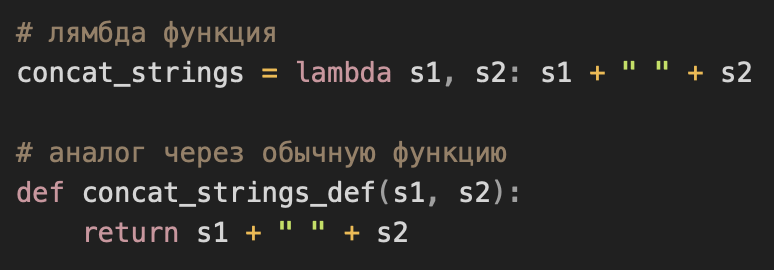 # лямбда функция
concat_strings = lambda s1, s2: s1 + " " + s2
# аналог через обычную функцию
def concat_strings_def(s1, s2):
    return s1 + " " + s2